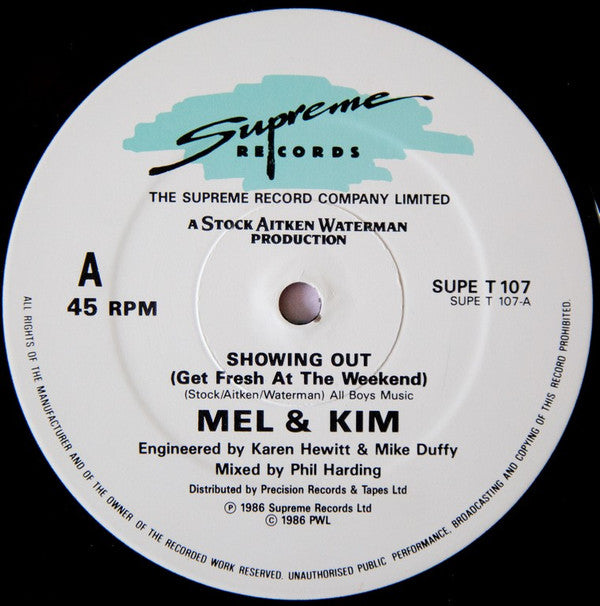 Supreme
RECORDS
THE SUPREME RECORD COMPANY LIMITED
A STOCK AITKEN WATERMAN
PRODUCTION
A
45 RPM
SUPE T 107
SUPE T 107-A
SHOWING OUT
(Get Fresh At The Weekend)
(Stock/Aitken/Waterman) All Boys Music
MEL & KIM
Engineered by Karen Hewitt & Mike Duffy
Mixed by Phil Harding
Distributed by Precision Records & Tapes Ltd
Ⓟ 1986 Supreme Records Ltd
© 1986 PWL
ALL RIGHTS OF THE MANUFACTURER AND OF THE OWNER OF THE RECORDED WORK RESERVED. UNAUTHORISED PUBLIC PERFORMANCE, BROADCASTING AND COPYING OF THIS RECORD PROHIBITED.